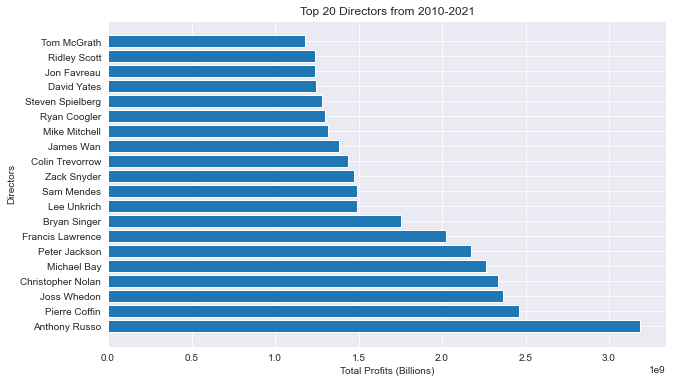 Top 20 Directors from 2010-2021
Directors
Tom McGrath
Ridley Scott
Jon Favreau
David Yates
Steven Spielberg
Ryan Coogler
Mike Mitchell
James Wan
Colin Trevorrow
Zack Snyder
Sam Mendes
Lee Unkrich
Bryan Singer
Francis Lawrence
Peter Jackson
Michael Bay
Christopher Nolan
Joss Whedon
Pierre Coffin
Anthony Russo
0.0 0.5 1.0 1.5 2.0 2.5 3.0
1e9
Total Profits (Billions)